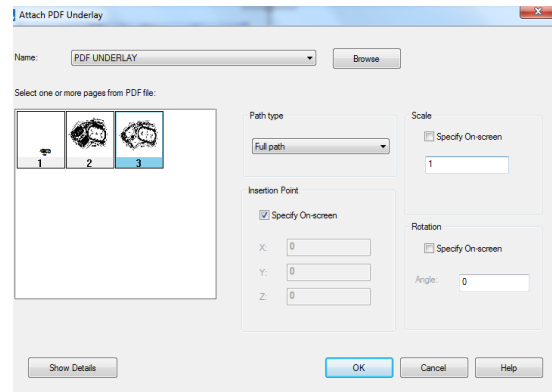 Attach PDF Underlay
Name:
PDF UNDERLAY
Browse
Select one or more pages from PDF file:
1
2
3
Path type
Full path
Insertion Point
Specify On-screen
X:
0
Y:
0
Z:
0
Scale
Specify On-screen
1
Rotation
Specify On-screen
Angle:
0
Show Details
OK
Cancel
Help